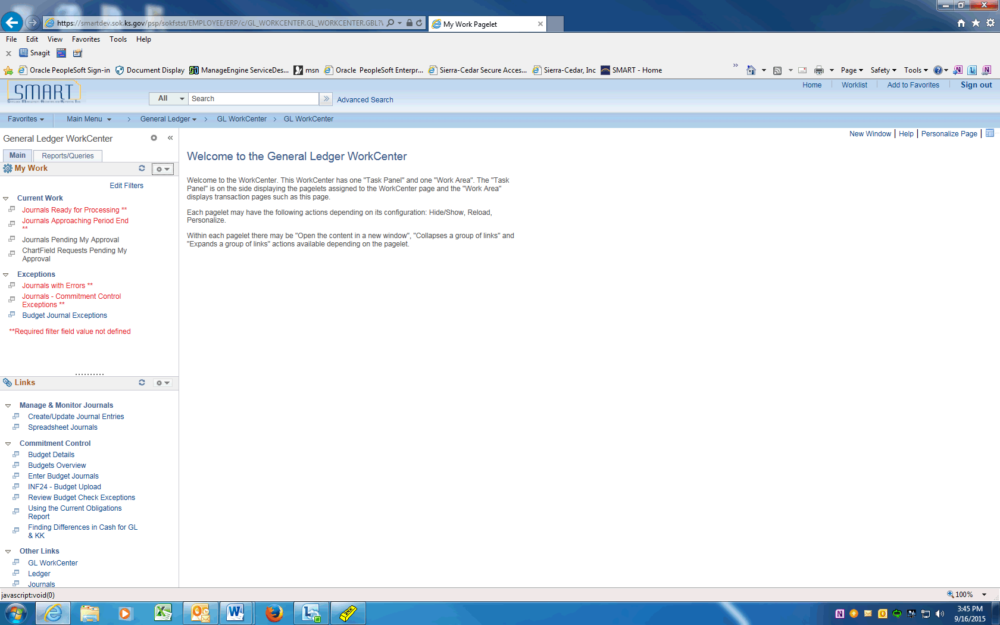 https://smartdev.sok.ks.gov/psp/sokfstst/EMPLOYEE/ERP/c/GL_WORKCENTER.GL_WORKCENTER.GBL?\
My Work Pagelet
File Edit View Favorites Tools Help
x Snagit
Oracle PeopleSoft Sign-in Document Display ManageEngine ServiceDes... msn Oracle PeopleSoft Enterpr... Sierra-Cedar Secure Acces... Sierra-Cedar, Inc SMART - Home
Page Safety Tools
SMART
All Search Advanced Search
Home Worklist Add to Favorites Sign out
Favorites Main Menu > General Ledger > GL WorkCenter > GL WorkCenter
New Window | Help | Personalize Page |
General Ledger WorkCenter
Main Reports/Queries
My Work
Edit Filters
Current Work
Journals Ready for Processing **
Journals Approaching Period End
**
Journals Pending My Approval
ChartField Requests Pending My
Approval
Exceptions
Journals with Errors **
Journals - Commitment Control
Exceptions **
Budget Journal Exceptions
**Required filter field value not defined
Links
Manage & Monitor Journals
Create/Update Journal Entries
Spreadsheet Journals
Commitment Control
Budget Details
Budgets Overview
Enter Budget Journals
INF24 - Budget Upload
Review Budget Check Exceptions
Using the Current Obligations
Report
Finding Differences in Cash for GL
& KK
Other Links
GL WorkCenter
Ledger
Journals
Welcome to the General Ledger WorkCenter
Welcome to the WorkCenter. This WorkCenter has one "Task Panel" and one "Work Area". The "Task
Panel" is on the side displaying the pagelets assigned to the WorkCenter page and the "Work Area"
displays transaction pages such as this page.
Each pagelet may have the following actions depending on its configuration: Hide/Show, Reload,
Personalize.
Within each pagelet there may be "Open the content in a new window", "Collapses a group of links" and
"Expands a group of links" actions available depending on the pagelet.
javascript:void(0)
100%
3:45 PM
9/16/2015